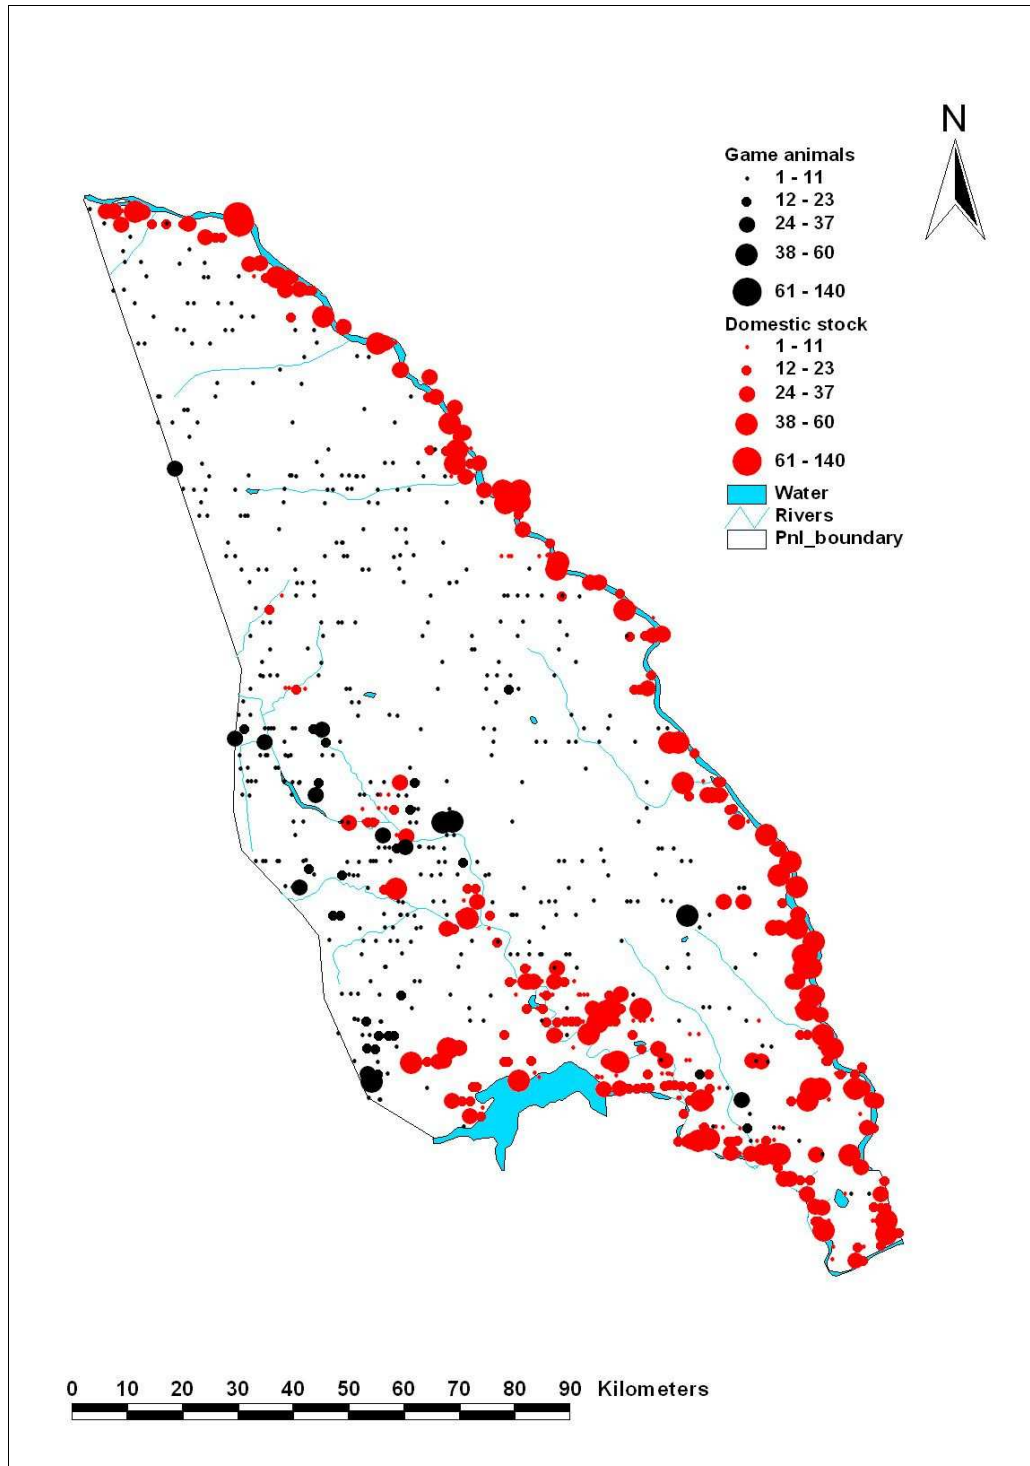 N
Game animals
1 - 11
12 - 23
24 - 37
38 - 60
61 - 140
Domestic stock
1 - 11
12 - 23
24 - 37
38 - 60
61 - 140
Water
Rivers
Pnl_boundary
0 10 20 30 40 50 60 70 80 90 Kilometers